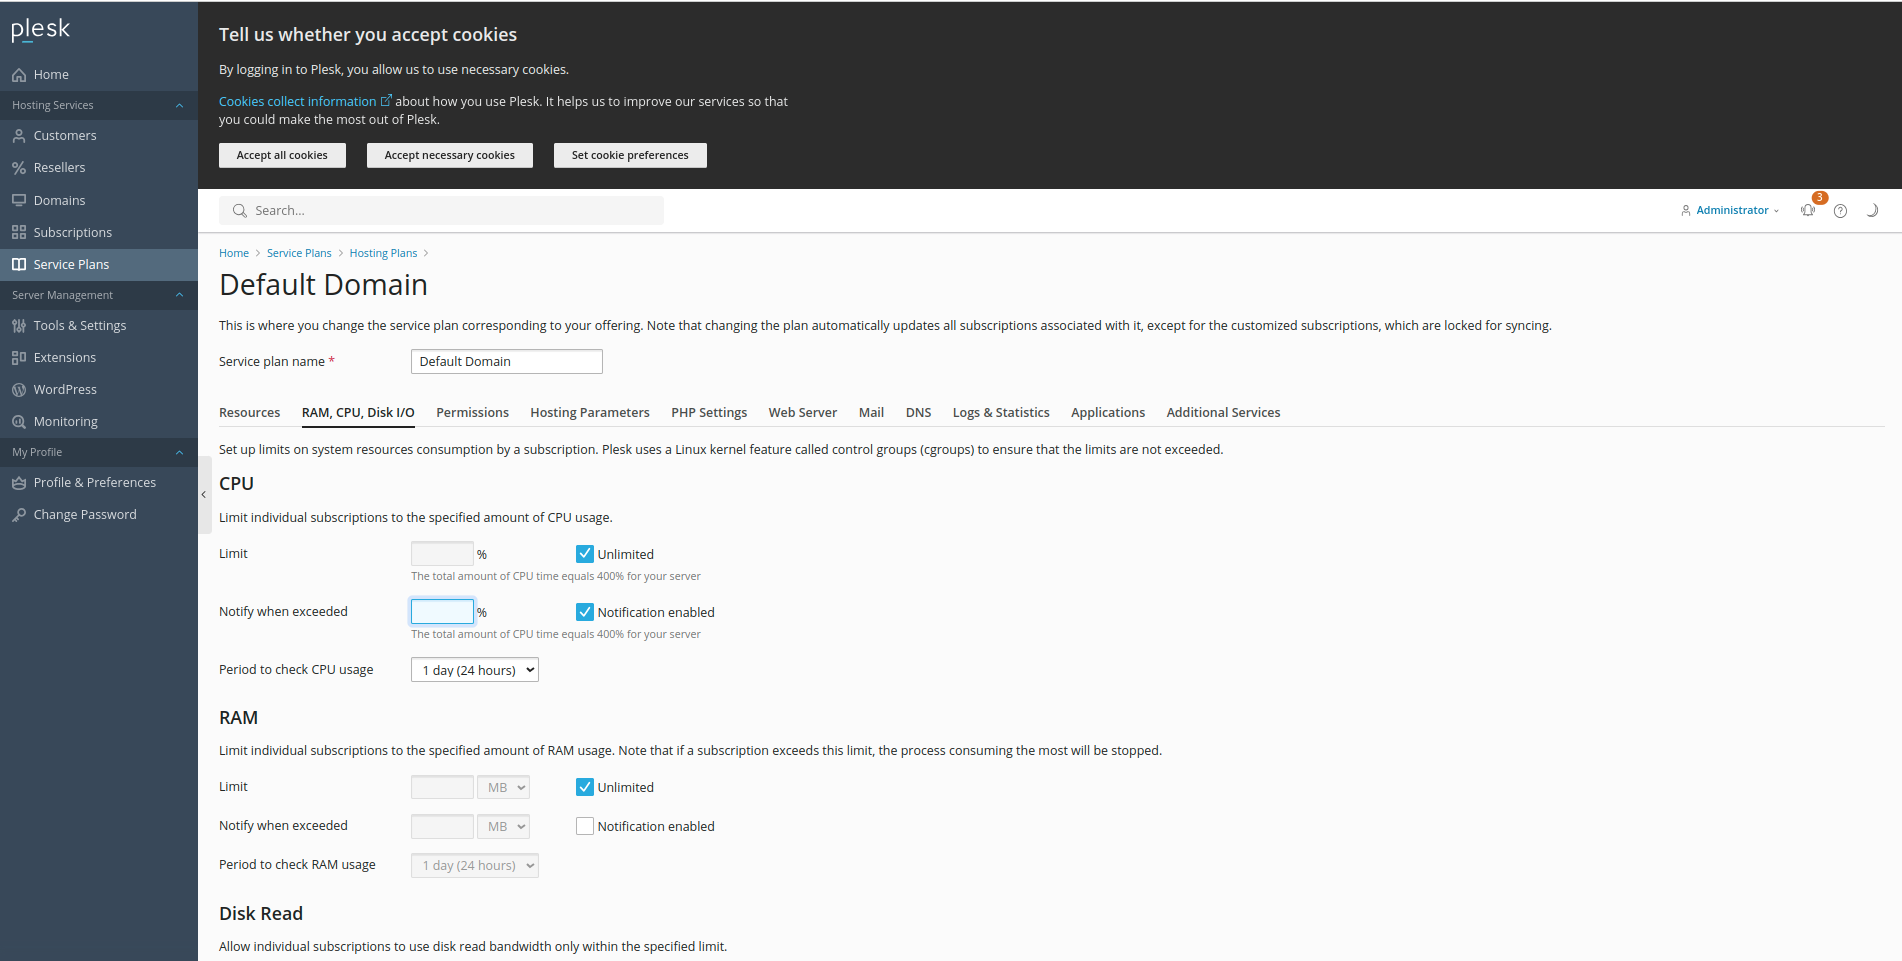 plesk
Home
Hosting Services
Customers
Resellers
Domains
Subscriptions
Service Plans
Server Management
Tools & Settings
Extensions
WordPress
Monitoring
My Profile
Profile & Preferences
Change Password
Tell us whether you accept cookies
By logging in to Plesk, you allow us to use necessary cookies.
Cookies collect information about how you use Plesk. It helps us to improve our services so that
you could make the most out of Plesk.
Accept all cookies Accept necessary cookies Set cookie preferences
Search... Administrator 3
Home > Service Plans > Hosting Plans >
Default Domain
This is where you change the service plan corresponding to your offering. Note that changing the plan automatically updates all subscriptions associated with it, except for the customized subscriptions, which are locked for syncing.
Service plan name * Default Domain
Resources RAM, CPU, Disk I/O Permissions Hosting Parameters PHP Settings Web Server Mail DNS Logs & Statistics Applications Additional Services
Set up limits on system resources consumption by a subscription. Plesk uses a Linux kernel feature called control groups (cgroups) to ensure that the limits are not exceeded.
CPU
Limit individual subscriptions to the specified amount of CPU usage.
Limit % Unlimited
The total amount of CPU time equals 400% for your server
Notify when exceeded % Notification enabled
The total amount of CPU time equals 400% for your server
Period to check CPU usage 1 day (24 hours)
RAM
Limit individual subscriptions to the specified amount of RAM usage. Note that if a subscription exceeds this limit, the process consuming the most will be stopped.
Limit MB Unlimited
Notify when exceeded MB Notification enabled
Period to check RAM usage 1 day (24 hours)
Disk Read
Allow individual subscriptions to use disk read bandwidth only within the specified limit.